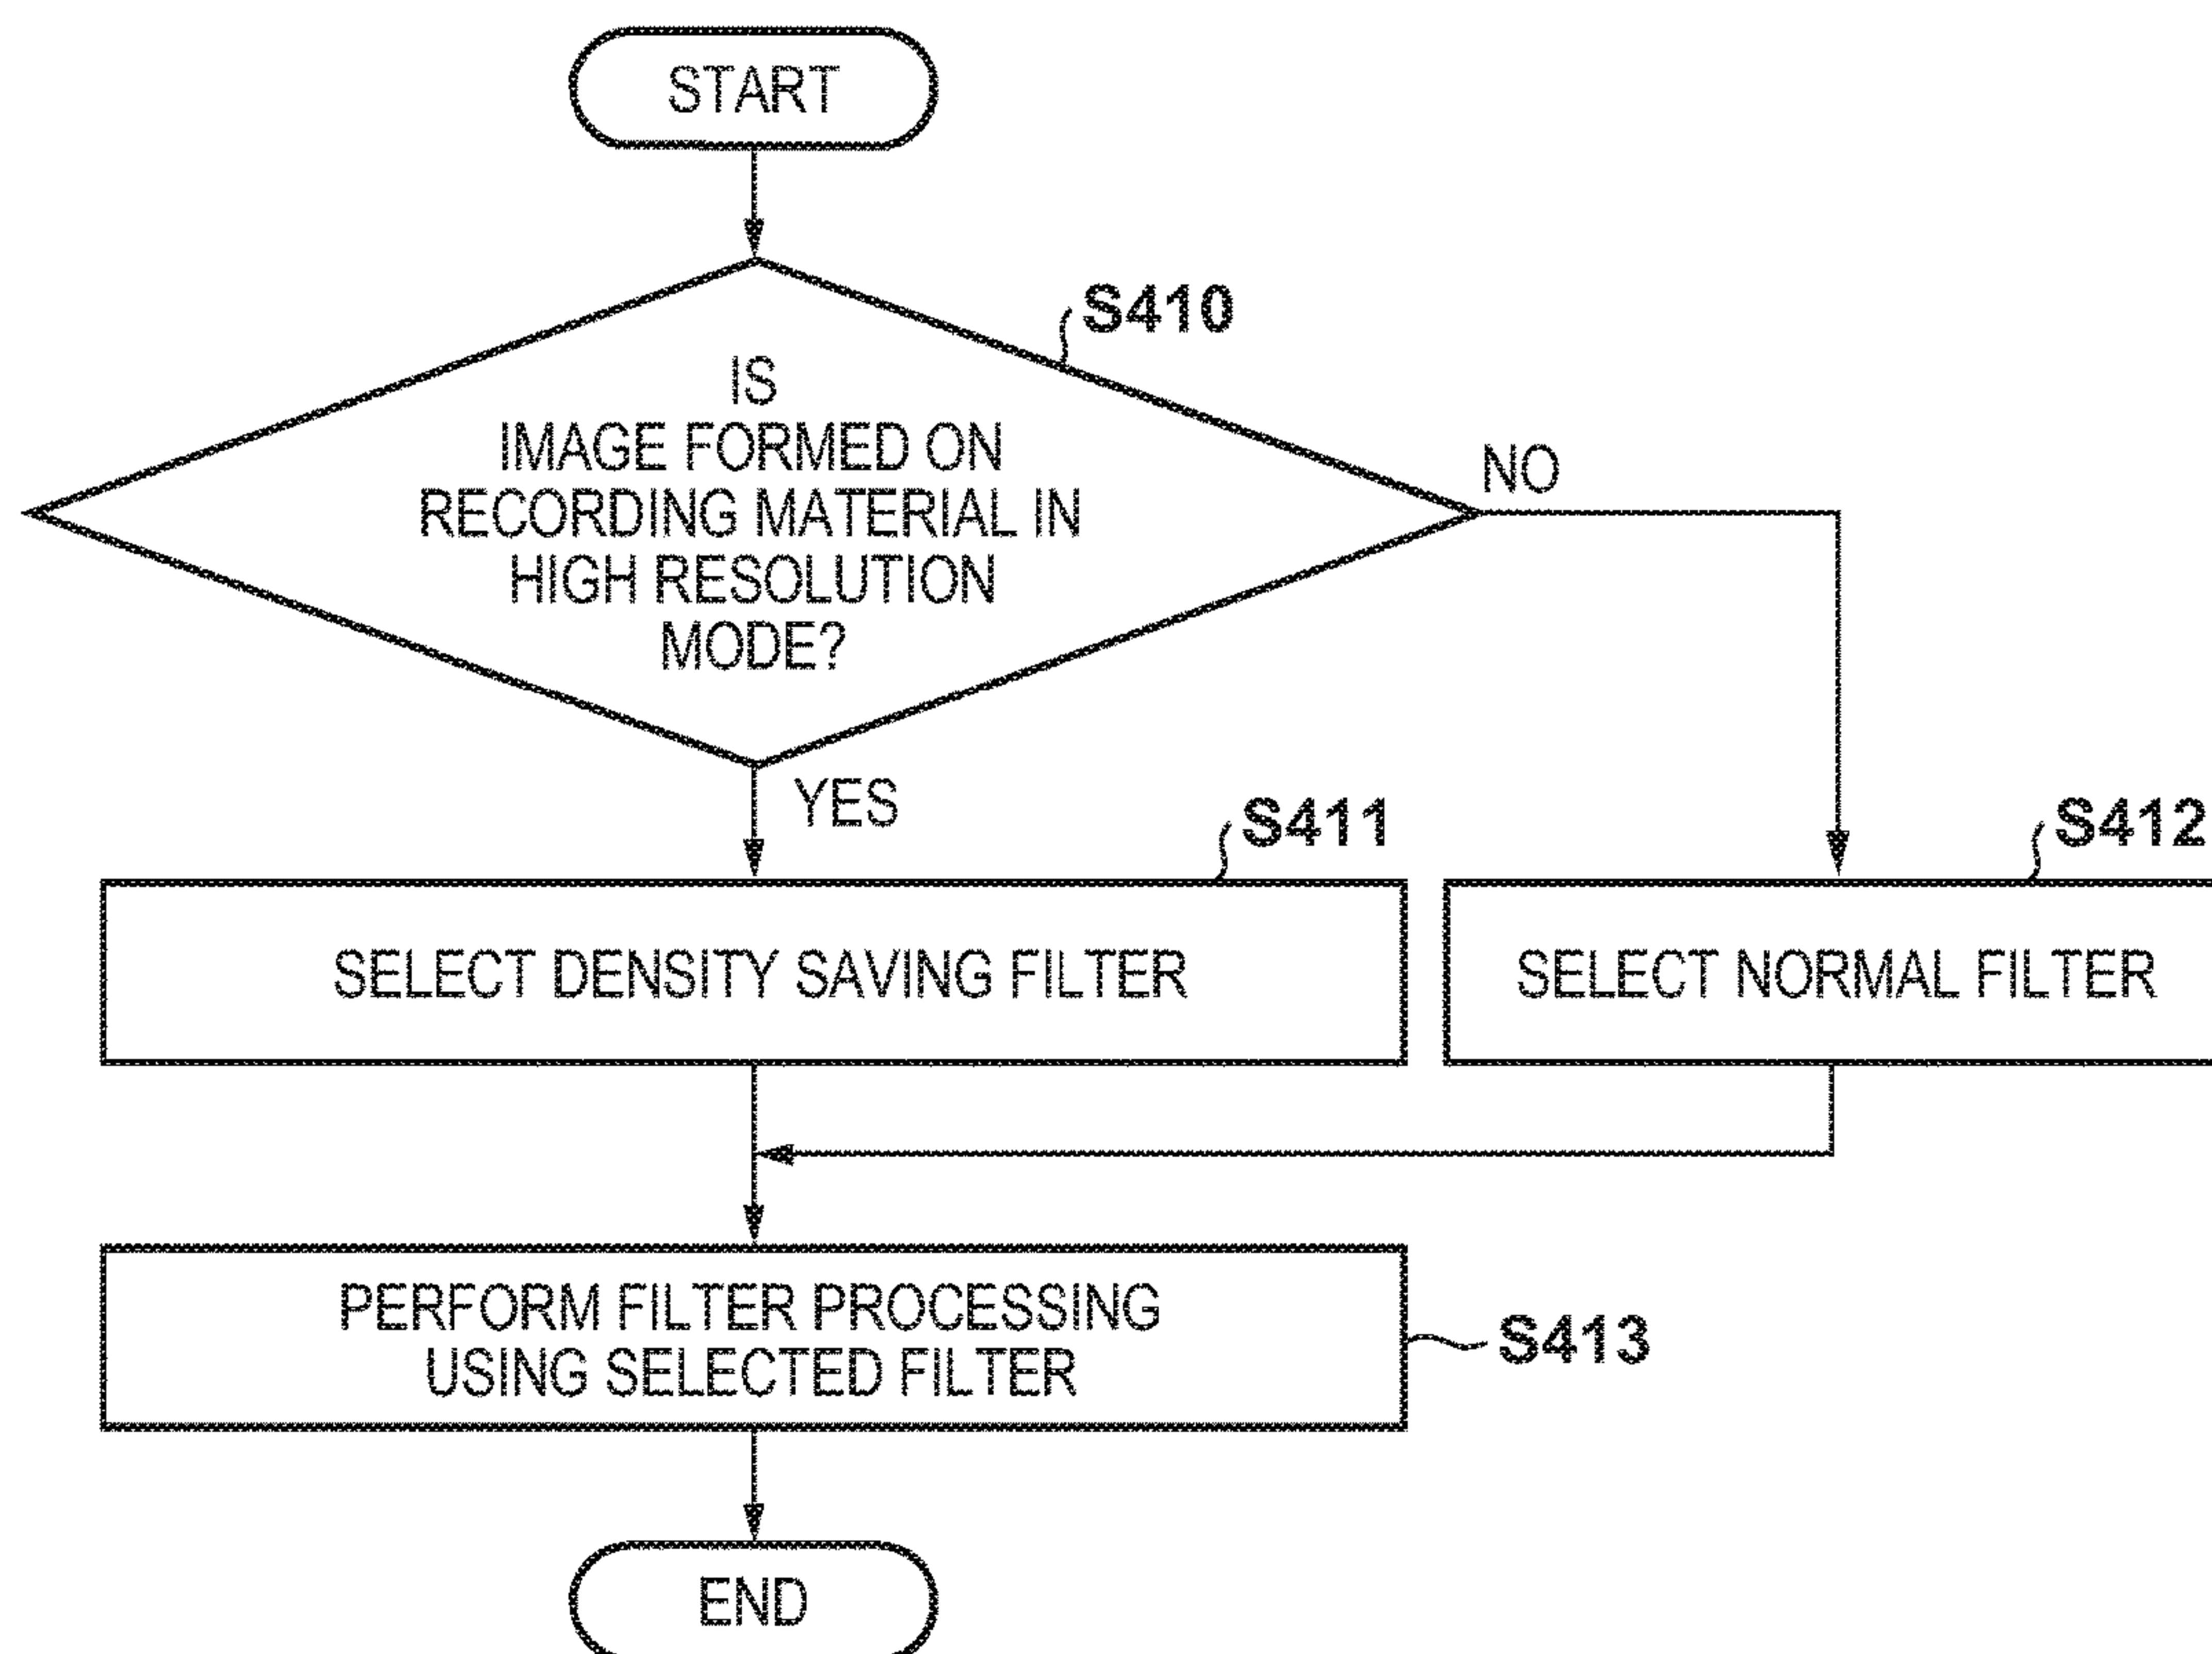 START
S410
IS
IMAGE FORMED ON
RECORDING MATERIAL IN
HIGH RESOLUTION
MODE?
NO
YES
S411
S412
SELECT DENSITY SAVING FILTER
SELECT NORMAL FILTER
PERFORM FILTER PROCESSING
USING SELECTED FILTER
S413
END